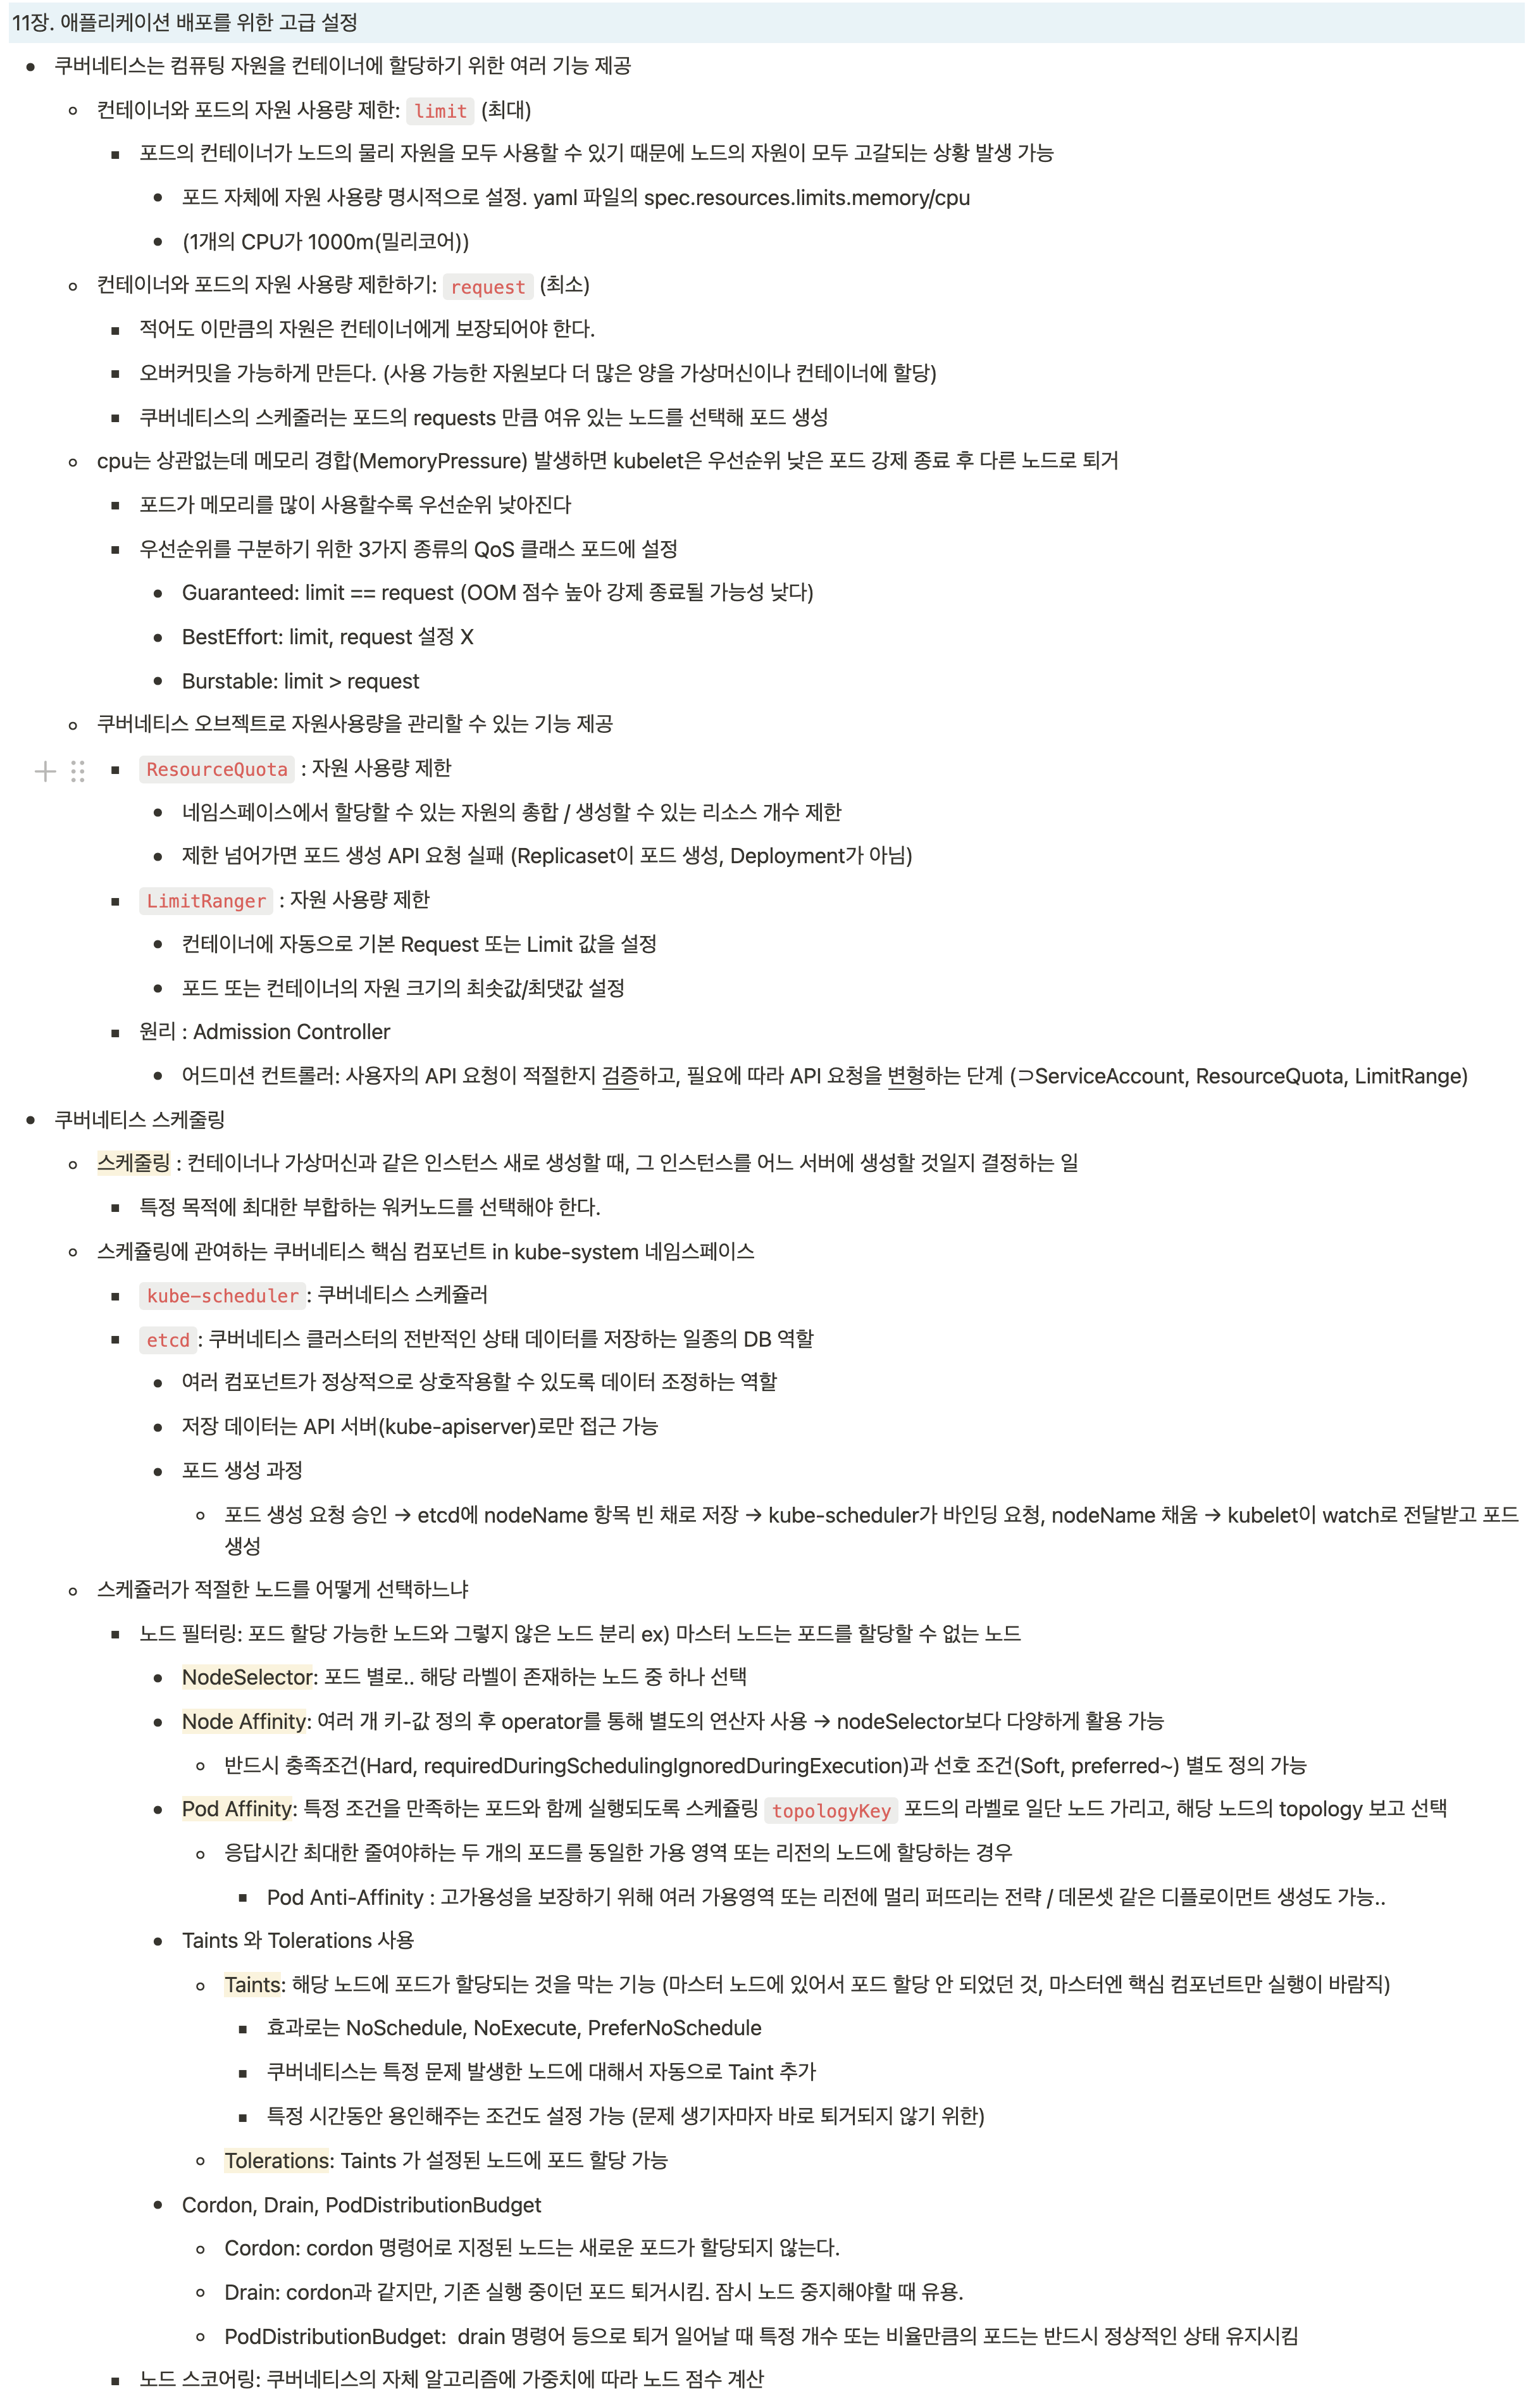 11장. 애플리케이션 배포를 위한 고급 설정
쿠버네티스는 컴퓨팅 자원을 컨테이너에 할당하기 위한 여러 기능 제공
컨테이너와 포드의 자원 사용량 제한: limit (최대)
포드의 컨테이너가 노드의 물리 자원을 모두 사용할 수 있기 때문에 노드의 자원이 모두 고갈되는 상황 발생 가능
포드 자체에 자원 사용량 명시적으로 설정. yaml 파일의 spec.resources.limits.memory/cpu
(1개의 CPU가 1000m(밀리코어))
컨테이너와 포드의 자원 사용량 제한하기: request (최소)
적어도 이만큼의 자원은 컨테이너에게 보장되어야 한다.
오버커밋을 가능하게 만든다. (사용 가능한 자원보다 더 많은 양을 가상머신이나 컨테이너에 할당)
쿠버네티스의 스케줄러는 포드의 requests 만큼 여유 있는 노드를 선택해 포드 생성
cpu는 상관없는데 메모리 경합(MemoryPressure) 발생하면 kubelet은 우선순위 낮은 포드 강제 종료 후 다른 노드로 퇴거
포드가 메모리를 많이 사용할수록 우선순위 낮아진다
우선순위를 구분하기 위한 3가지 종류의 QoS 클래스 포드에 설정
Guaranteed: limit == request (OOM 점수 높아 강제 종료될 가능성 낮다)
BestEffort: limit, request 설정 X
Burstable: limit > request
쿠버네티스 오브젝트로 자원사용량을 관리할 수 있는 기능 제공
ResourceQuota : 자원 사용량 제한
네임스페이스에서 할당할 수 있는 자원의 총합 / 생성할 수 있는 리소스 개수 제한
제한 넘어가면 포드 생성 API 요청 실패 (Replicaset이 포드 생성, Deployment가 아님)
LimitRanger : 자원 사용량 제한
컨테이너에 자동으로 기본 Request 또는 Limit 값을 설정
포드 또는 컨테이너의 자원 크기의 최솟값/최댓값 설정
원리 : Admission Controller
어드미션 컨트롤러: 사용자의 API 요청이 적절한지 검증하고, 필요에 따라 API 요청을 변형하는 단계 (⊃ServiceAccount, ResourceQuota, LimitRange)
쿠버네티스 스케줄링
스케줄링 : 컨테이너나 가상머신과 같은 인스턴스 새로 생성할 때, 그 인스턴스를 어느 서버에 생성할 것일지 결정하는 일
특정 목적에 최대한 부합하는 워커노드를 선택해야 한다.
스케쥴링에 관여하는 쿠버네티스 핵심 컴포넌트 in kube-system 네임스페이스
kube-scheduler : 쿠버네티스 스케쥴러
etcd : 쿠버네티스 클러스터의 전반적인 상태 데이터를 저장하는 일종의 DB 역할
여러 컴포넌트가 정상적으로 상호작용할 수 있도록 데이터 조정하는 역할
저장 데이터는 API 서버(kube-apiserver)로만 접근 가능
포드 생성 과정
포드 생성 요청 승인 → etcd에 nodeName 항목 빈 채로 저장 → kube-scheduler가 바인딩 요청, nodeName 채움 → kubelet이 watch로 전달받고 포드
생성
스케쥴러가 적절한 노드를 어떻게 선택하느냐
노드 필터링: 포드 할당 가능한 노드와 그렇지 않은 노드 분리 ex) 마스터 노드는 포드를 할당할 수 없는 노드
NodeSelector: 포드 별로.. 해당 라벨이 존재하는 노드 중 하나 선택
Node Affinity: 여러 개 키-값 정의 후 operator를 통해 별도의 연산자 사용 → nodeSelector보다 다양하게 활용 가능
반드시 충족조건(Hard, requiredDuringSchedulingIgnoredDuringExecution)과 선호 조건(Soft, preferred~) 별도 정의 가능
Pod Affinity: 특정 조건을 만족하는 포드와 함께 실행되도록 스케쥴링 topologyKey 포드의 라벨로 일단 노드 가리고, 해당 노드의 topology 보고 선택
응답시간 최대한 줄여야하는 두 개의 포드를 동일한 가용 영역 또는 리전의 노드에 할당하는 경우
Pod Anti-Affinity : 고가용성을 보장하기 위해 여러 가용영역 또는 리전에 멀리 퍼뜨리는 전략 / 데몬셋 같은 디플로이먼트 생성도 가능..
Taints 와 Tolerations 사용
Taints: 해당 노드에 포드가 할당되는 것을 막는 기능 (마스터 노드에 있어서 포드 할당 안 되었던 것, 마스터엔 핵심 컴포넌트만 실행이 바람직)
효과로는 NoSchedule, NoExecute, PreferNoSchedule
쿠버네티스는 특정 문제 발생한 노드에 대해서 자동으로 Taint 추가
특정 시간동안 용인해주는 조건도 설정 가능 (문제 생기자마자 바로 퇴거되지 않기 위한)
Tolerations: Taints 가 설정된 노드에 포드 할당 가능
Cordon, Drain, PodDistributionBudget
Cordon: cordon 명령어로 지정된 노드는 새로운 포드가 할당되지 않는다.
Drain: cordon과 같지만, 기존 실행 중이던 포드 퇴거시킴. 잠시 노드 중지해야할 때 유용.
PodDistributionBudget: drain 명령어 등으로 퇴거 일어날 때 특정 개수 또는 비율만큼의 포드는 반드시 정상적인 상태 유지시킴
노드 스코어링: 쿠버네티스의 자체 알고리즘에 가중치에 따라 노드 점수 계산